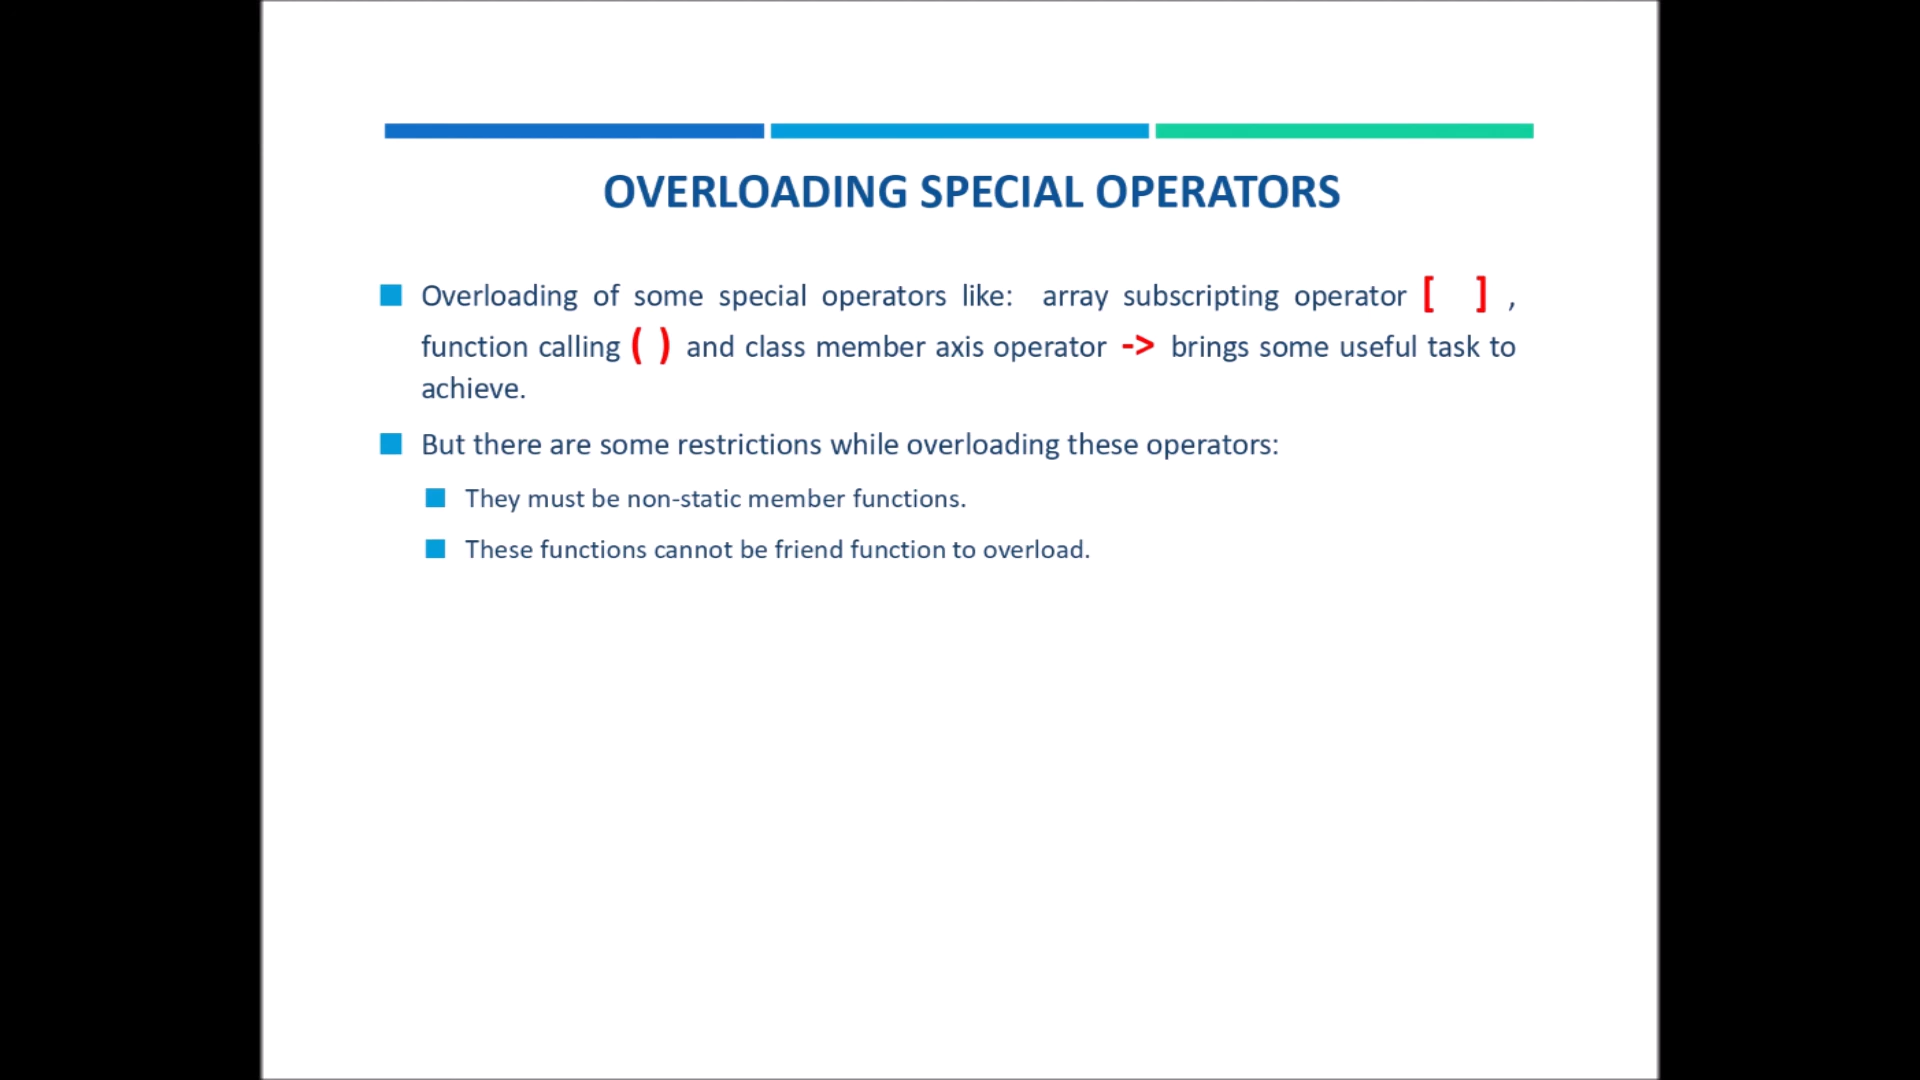 OVERLOADING SPECIAL OPERATORS
Overloading of some special operators like: array subscripting operator [ ] ,
function calling ( ) and class member axis operator -> brings some useful task to
achieve.
But there are some restrictions while overloading these operators:
They must be non-static member functions.
These functions cannot be friend function to overload.